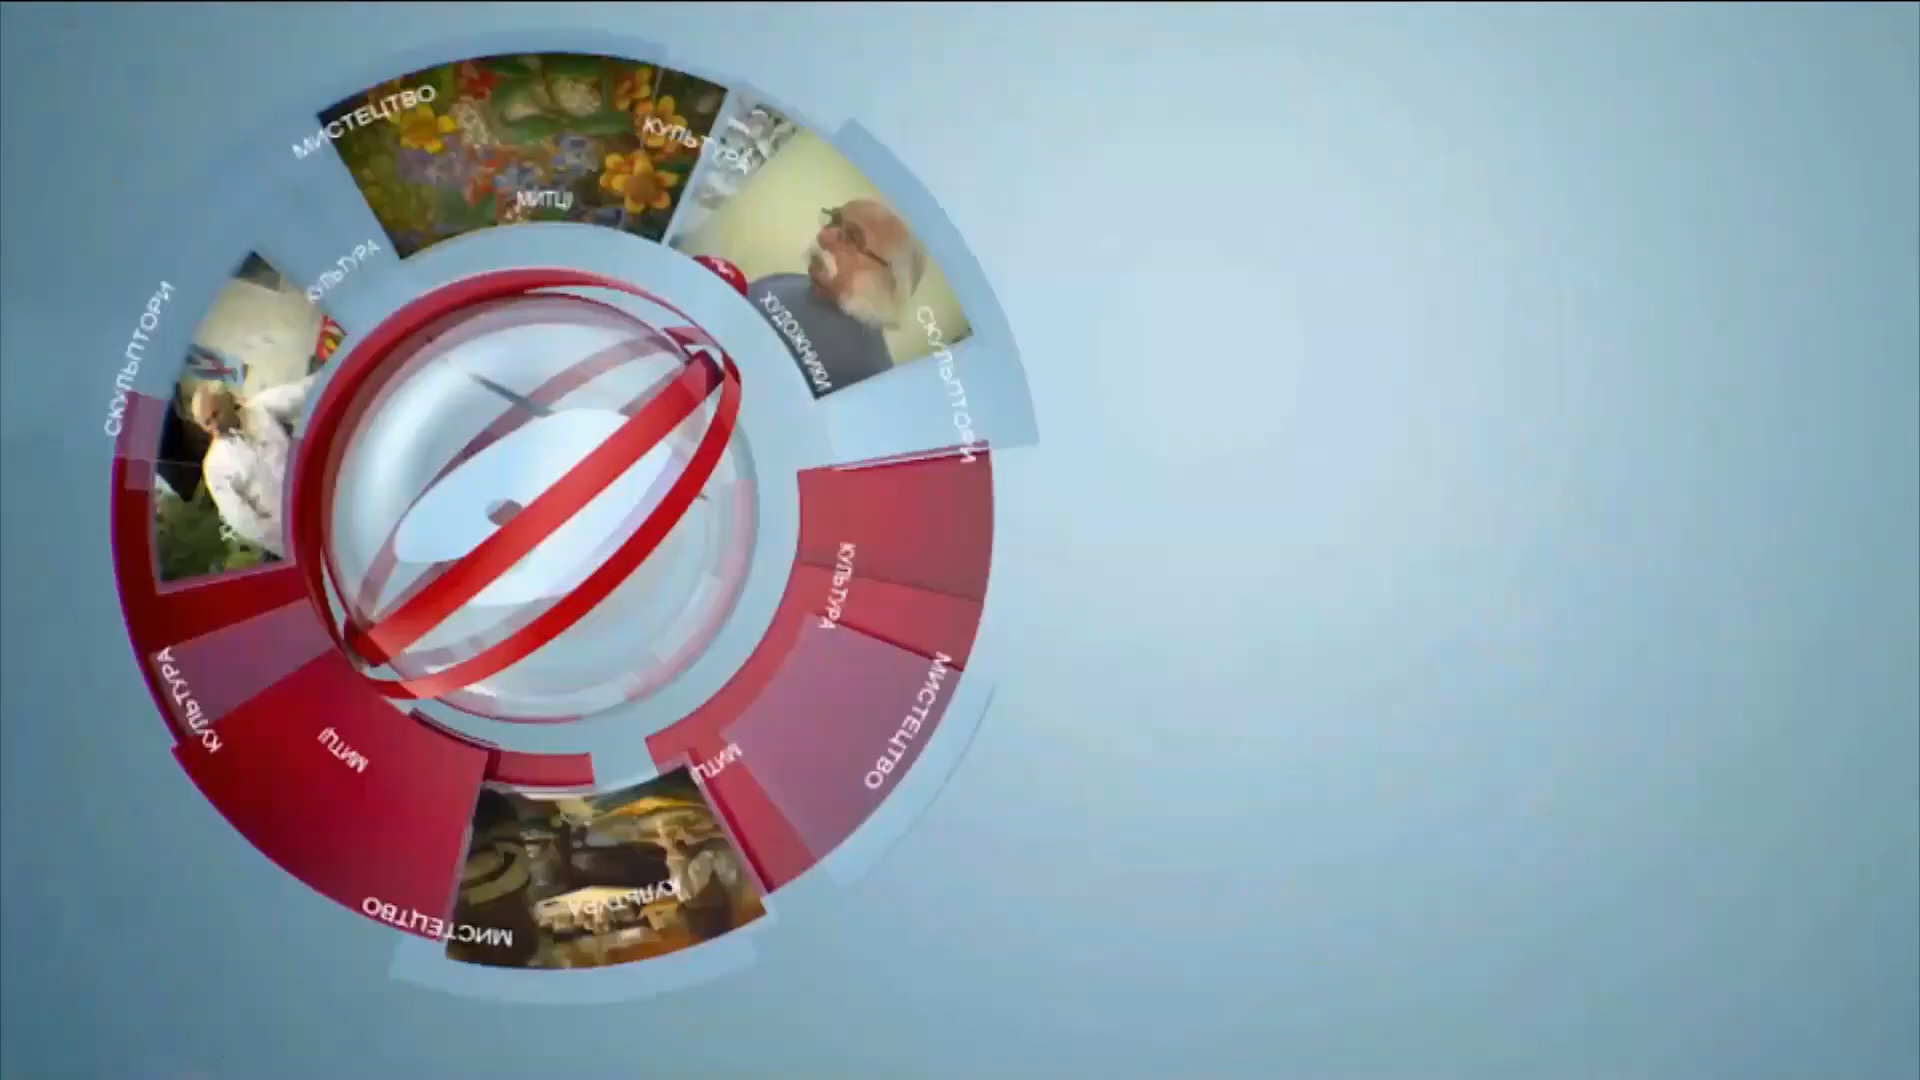 МИСТЕЦТВО
КУЛЬТУРА
МИТЦІ
КУЛЬТУРА
СКУЛЬПТОРИ
ХУДОЖНИКИ
СКУЛЬПТОРИ
КУЛЬТУРА
МИСТЕЦТВО
КУЛЬТУРА
МИТЦІ
МИТЦІ
КУЛЬТУРА
МИСТЕЦТВО